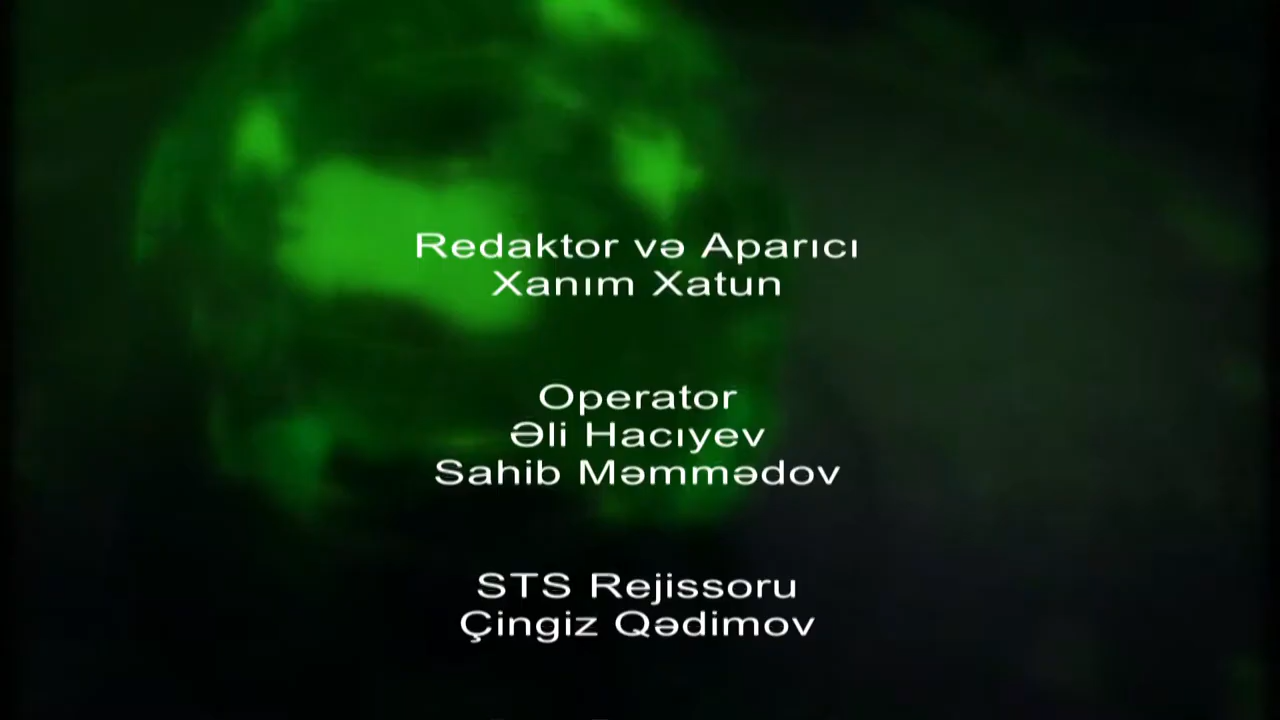 Redaktor və Aparıcı
Xanım Xatun
Operator
Əli Hacıyev
Sahib Məmmədov
STS Rejissoru
Çingiz Qədimov